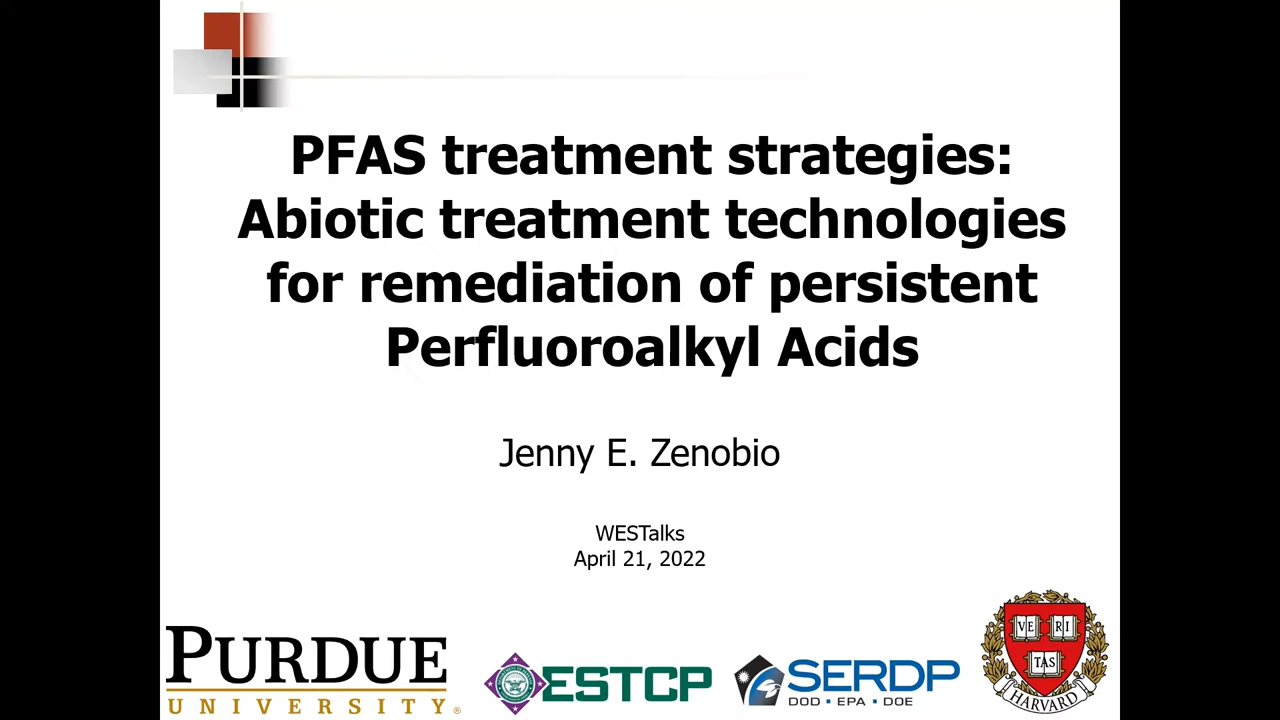 PFAS treatment strategies:
Abiotic treatment technologies
for remediation of persistent
Perfluoroalkyl Acids
Jenny E. Zenobio
WESTalks
April 21, 2022
PURDUE
UNIVERSITY®
ESTCP
SERDP
DOD • EPA • DOE
VE RI
TAS
HARVARD